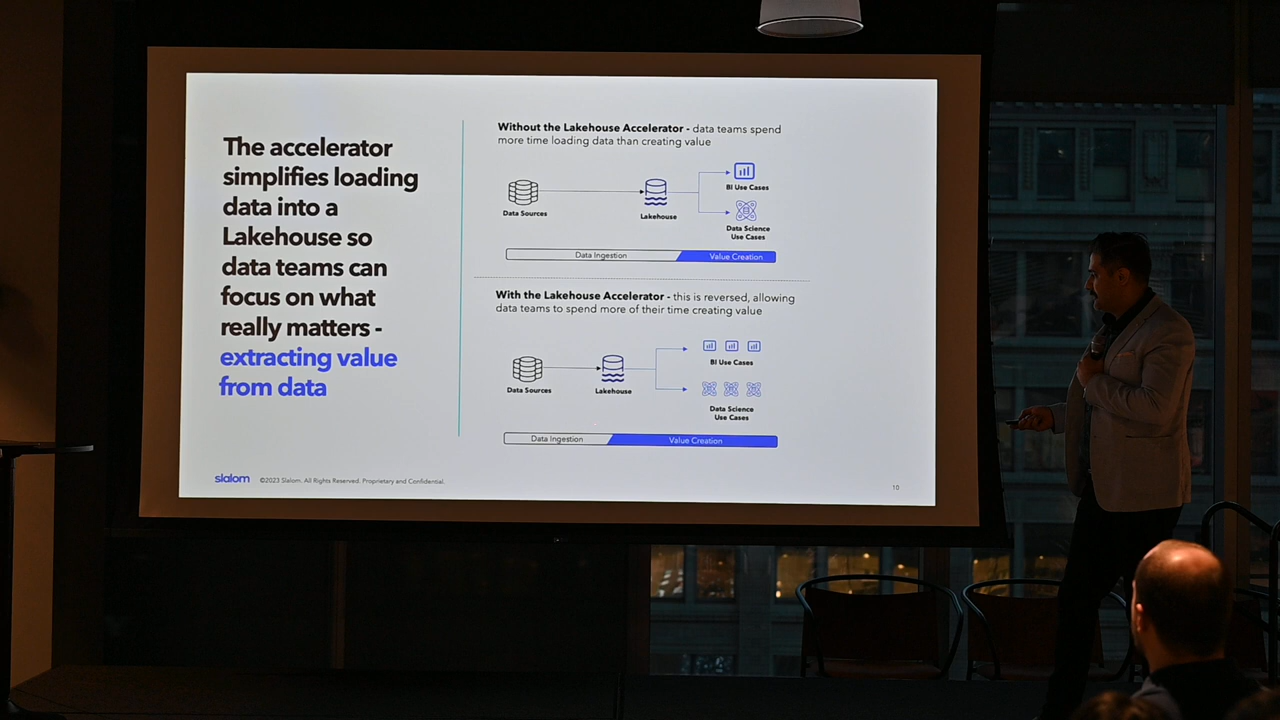 The accelerator
simplifies loading
data into a
Lakehouse so
data teams can
focus on what
really matters -
extracting value
from data
Without the Lakehouse Accelerator - data teams spend
more time loading data than creating value
Data Sources
Lakehouse
BI Use Cases
Data Science
Use Cases
Data Ingestion
Value Creation
With the Lakehouse Accelerator - this is reversed, allowing
data teams to spend more of their time creating value
Data Sources
Lakehouse
BI Use Cases
Data Science
Use Cases
Data Ingestion
Value Creation
slalom
©2023 Slalom. All Rights Reserved. Proprietary and Confidential.
10